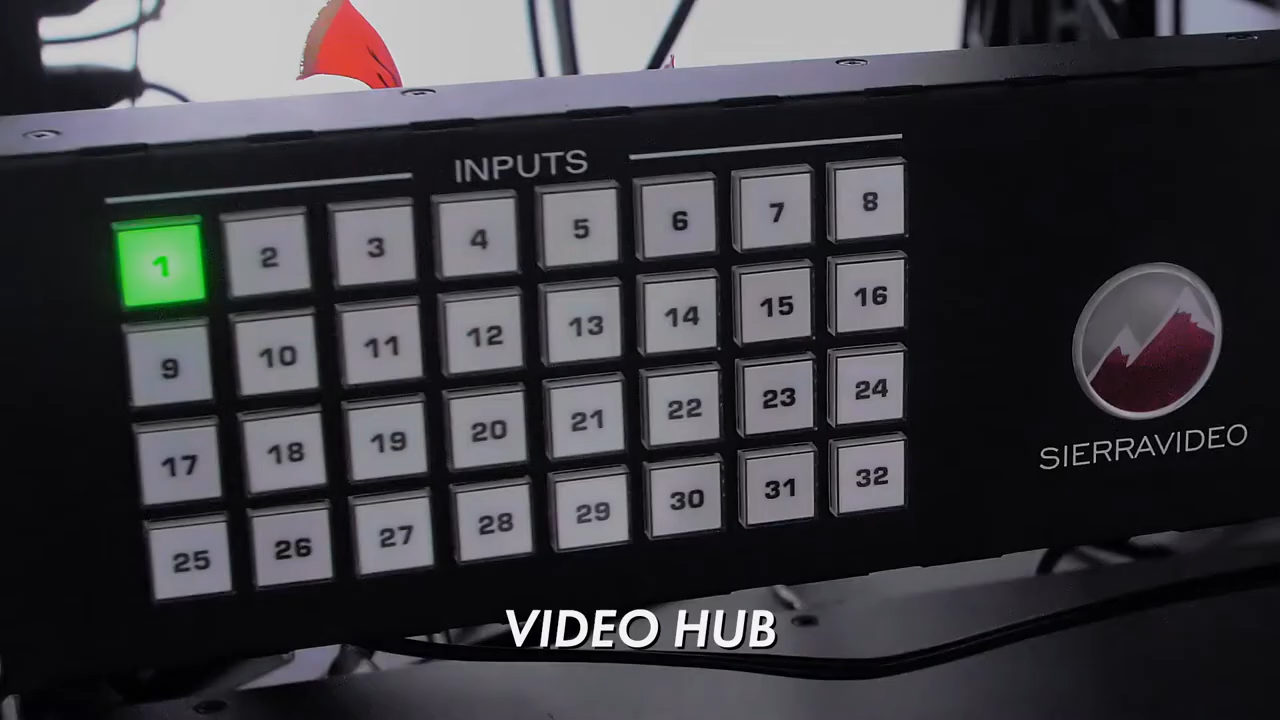 INPUTS
1 2 3 4 5 6 7 8
9 10 11 12 13 14 15 16
17 18 19 20 21 22 23 24
25 26 27 28 29 30 31 32
SIERRAVIDEO
VIDEO HUB